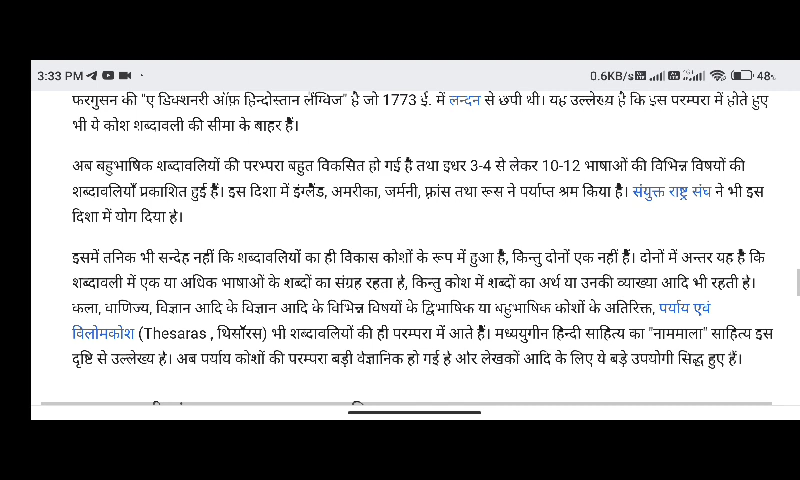 3:33 PM
0.6KB/s 48
फरगुसन की "ए डिक्शनरी ऑफ़ हिन्दोस्तान लैंग्विज" है जो 1773 ई. में लन्दन से छपी थी। यह उल्लेख्य है कि इस परम्परा में होते हुए
भी ये कोश शब्दावली की सीमा के बाहर हैं।
अब बहुभाषिक शब्दावलियों की परम्परा बहुत विकसित हो गई है तथा इधर 3-4 से लेकर 10-12 भाषाओं की विभिन्न विषयों की
शब्दावलियाँ प्रकाशित हुई हैं। इस दिशा में इंग्लैंड, अमरीका, जर्मनी, फ़्रांस तथा रूस ने पर्याप्त श्रम किया है। संयुक्त राष्ट्र संघ ने भी इस
दिशा में योग दिया है।
इसमें तनिक भी सन्देह नहीं कि शब्दावलियों का ही विकास कोशों के रूप में हुआ है, किन्तु दोनों एक नहीं हैं। दोनों में अन्तर यह है कि
शब्दावली में एक या अधिक भाषाओं के शब्दों का संग्रह रहता है, किन्तु कोश में शब्दों का अर्थ या उनकी व्याख्या आदि भी रहती है।
कला, वाणिज्य, विज्ञान आदि के विज्ञान आदि के विभिन्न विषयों के द्विभाषिक या बहुभाषिक कोशों के अतिरिक्त, पर्याय एवं
विलोमकोश (Thesaras , थिसॉरस) भी शब्दावलियों की ही परम्परा में आते हैं। मध्ययुगीन हिन्दी साहित्य का "नाममाला" साहित्य इस
दृष्टि से उल्लेख्य है। अब पर्याय कोशों की परम्परा बड़ी वैज्ञानिक हो गई है और लेखकों आदि के लिए ये बड़े उपयोगी सिद्ध हुए हैं।